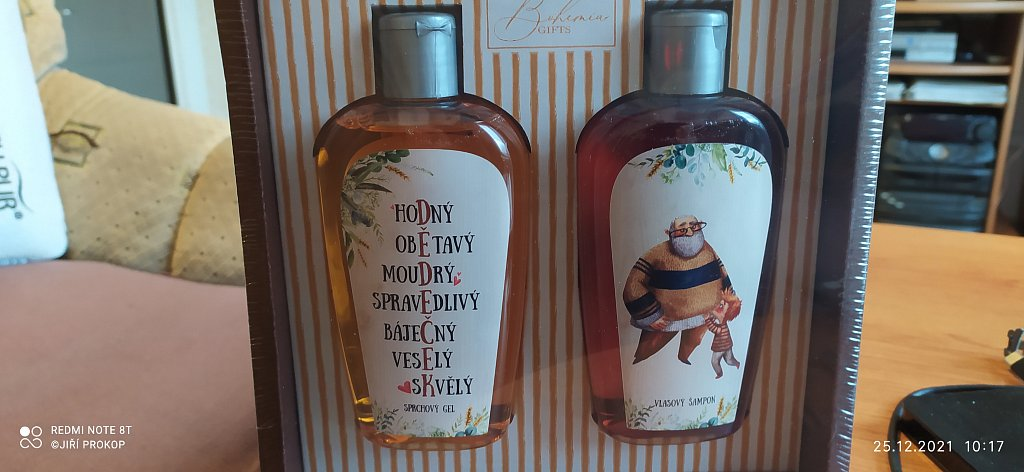 Bohemia
GIFTS
HODNÝ
OBĚTAVÝ
MOUDRÝ
SPRAVEDLIVÝ
BÁJEČNÝ
VESELÝ
SKVĚLÝ
SPRCHOVÝ GEL
VLASOVÝ ŠAMPON
REDMI NOTE 8T
©JIŘÍ PROKOP
25.12.2021 10:17